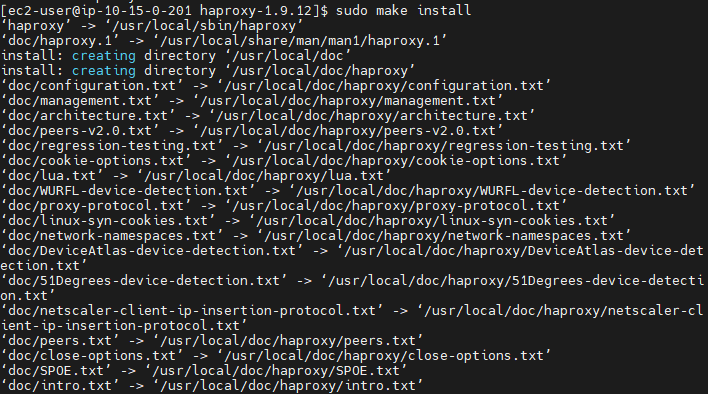 [ec2-user@ip-10-15-0-201 haproxy-1.9.12]$ sudo make install
‘haproxy’ -> ‘/usr/local/sbin/haproxy’
‘doc/haproxy.1’ -> ‘/usr/local/share/man/man1/haproxy.1’
install: creating directory ‘/usr/local/doc’
install: creating directory ‘/usr/local/doc/haproxy’
‘doc/configuration.txt’ -> ‘/usr/local/doc/haproxy/configuration.txt’
‘doc/management.txt’ -> ‘/usr/local/doc/haproxy/management.txt’
‘doc/architecture.txt’ -> ‘/usr/local/doc/haproxy/architecture.txt’
‘doc/peers-v2.0.txt’ -> ‘/usr/local/doc/haproxy/peers-v2.0.txt’
‘doc/regression-testing.txt’ -> ‘/usr/local/doc/haproxy/regression-testing.txt’
‘doc/cookie-options.txt’ -> ‘/usr/local/doc/haproxy/cookie-options.txt’
‘doc/lua.txt’ -> ‘/usr/local/doc/haproxy/lua.txt’
‘doc/WURFL-device-detection.txt’ -> ‘/usr/local/doc/haproxy/WURFL-device-detection.txt’
‘doc/proxy-protocol.txt’ -> ‘/usr/local/doc/haproxy/proxy-protocol.txt’
‘doc/linux-syn-cookies.txt’ -> ‘/usr/local/doc/haproxy/linux-syn-cookies.txt’
‘doc/network-namespaces.txt’ -> ‘/usr/local/doc/haproxy/network-namespaces.txt’
‘doc/DeviceAtlas-device-detection.txt’ -> ‘/usr/local/doc/haproxy/DeviceAtlas-device-det
ection.txt’
‘doc/51Degrees-device-detection.txt’ -> ‘/usr/local/doc/haproxy/51Degrees-device-detecti
on.txt’
‘doc/netscaler-client-ip-insertion-protocol.txt’ -> ‘/usr/local/doc/haproxy/netscaler-cl
ient-ip-insertion-protocol.txt’
‘doc/peers.txt’ -> ‘/usr/local/doc/haproxy/peers.txt’
‘doc/close-options.txt’ -> ‘/usr/local/doc/haproxy/close-options.txt’
‘doc/SPOE.txt’ -> ‘/usr/local/doc/haproxy/SPOE.txt’
‘doc/intro.txt’ -> ‘/usr/local/doc/haproxy/intro.txt’